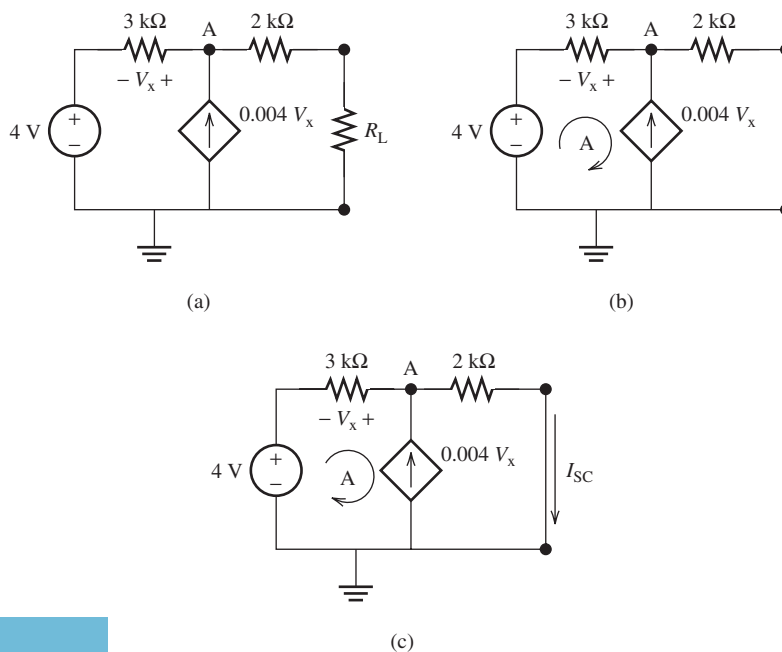 3 kΩ A 2 kΩ
− Vx +
4 V + − 0.004 Vx RL
(a)
3 kΩ A 2 kΩ
− Vx +
4 V + − A 0.004 Vx
(b)
3 kΩ A 2 kΩ
− Vx +
4 V + − A 0.004 Vx ISC
(c)